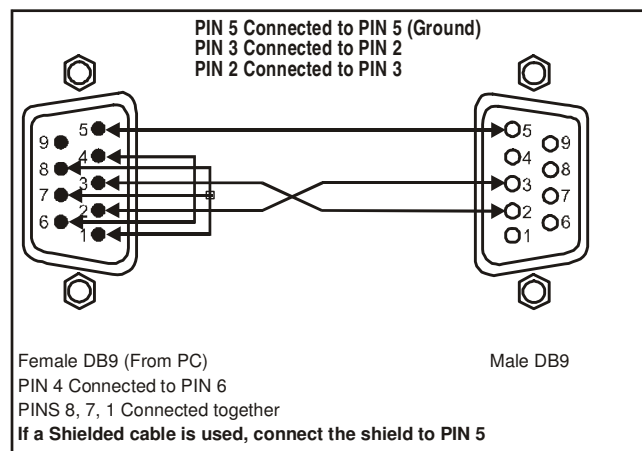 PIN 5 Connected to PIN 5 (Ground)
PIN 3 Connected to PIN 2
PIN 2 Connected to PIN 3
5
9
4
8
3
7
2
6
1
5
9
4
8
3
7
2
6
1
Female DB9 (From PC)
Male DB9
PIN 4 Connected to PIN 6
PINS 8, 7, 1 Connected together
If a Shielded cable is used, connect the shield to PIN 5